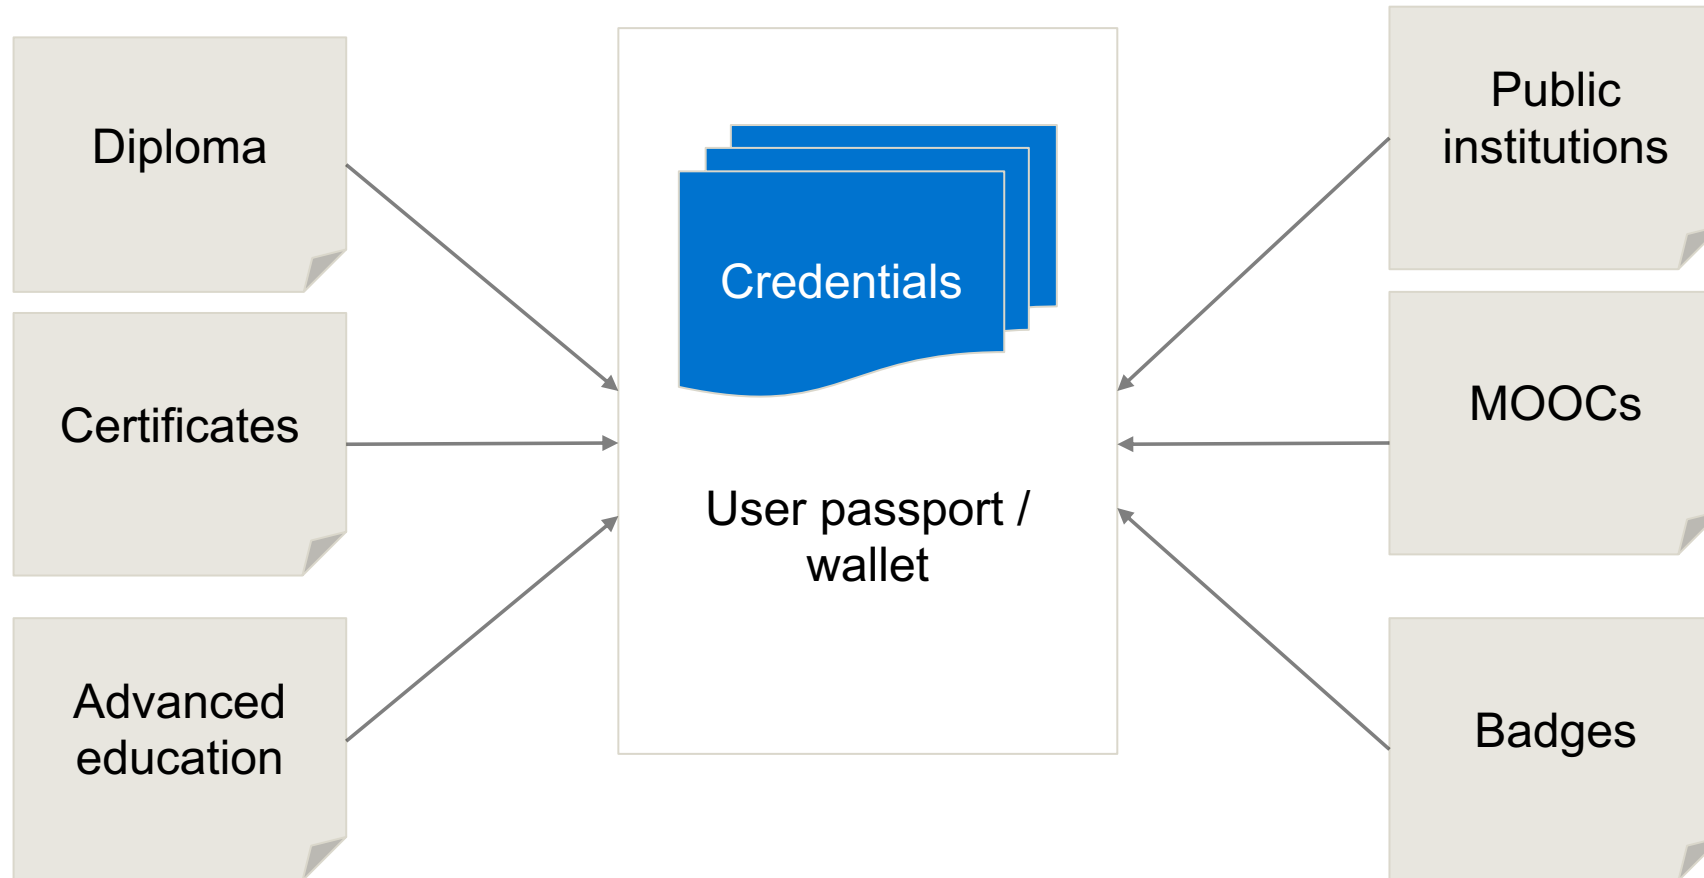 Diploma
Certificates
Advanced
education
Credentials
User passport /
wallet
Public
institutions
MOOCs
Badges